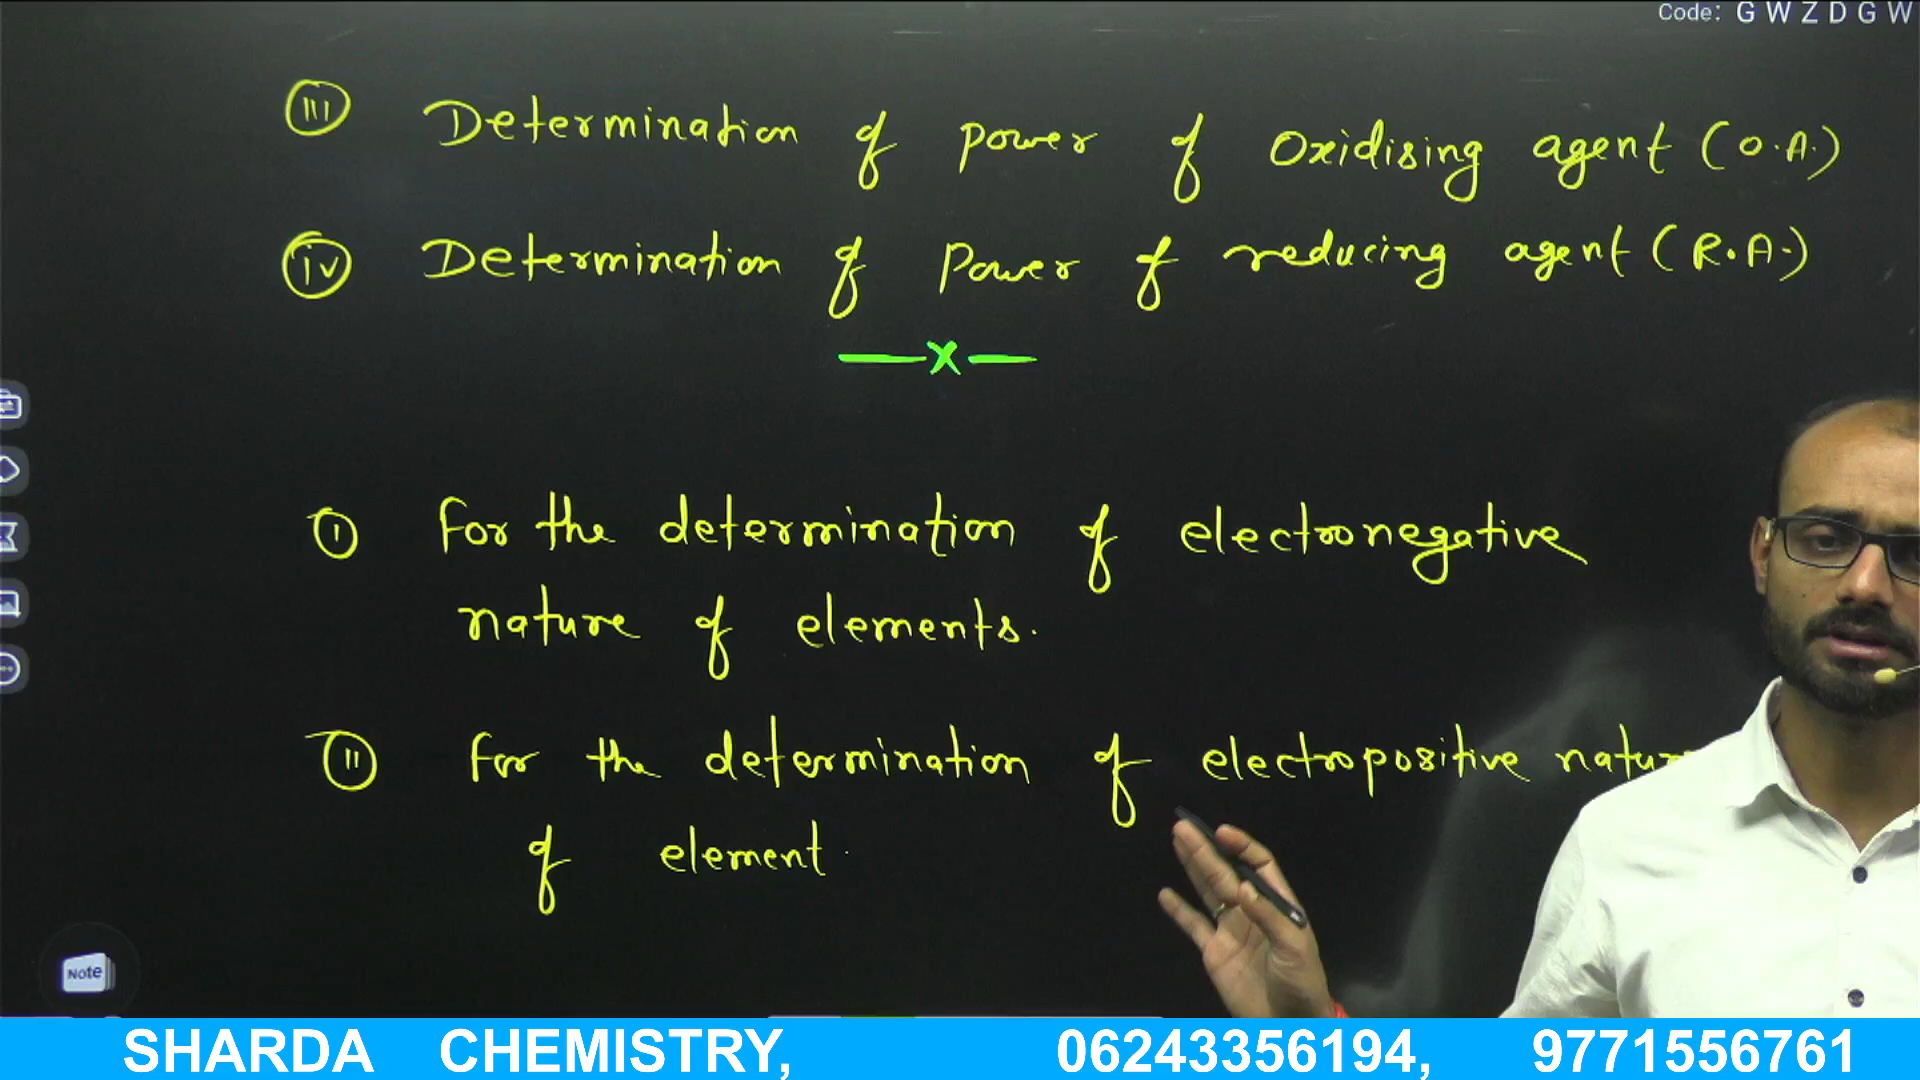 Code: G W Z D G W
(iii) Determination of power of Oxidising agent (O.A.)
(iv) Determination of Power of reducing agent (R.A.)
—x—
(i) For the determination of electronegative
nature of elements.
(ii) For the determination of electropositive natur
of element.
Note
SHARDA CHEMISTRY, 06243356194, 9771556761